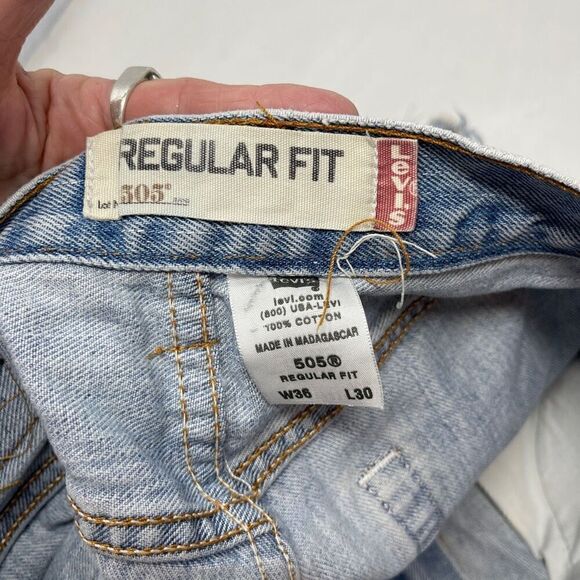 REGULAR FIT
505®
Levi's®
Levi's
levi.com
(800) USA-LEVI
100% COTTON
MADE IN MADAGASCAR
505®
REGULAR FIT
W36 L30